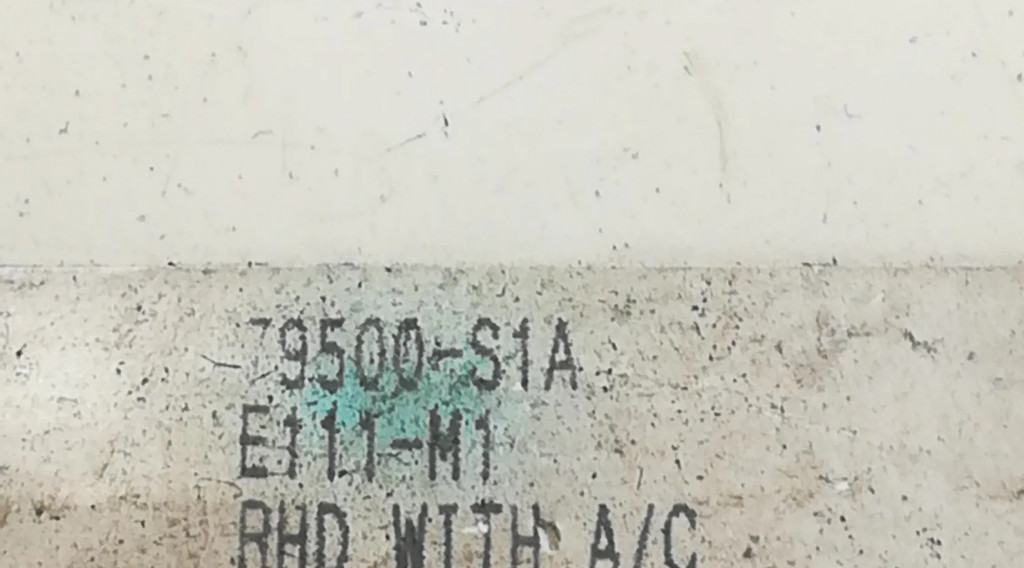 79500-S1A
E111-M1
RHD WITH A/C